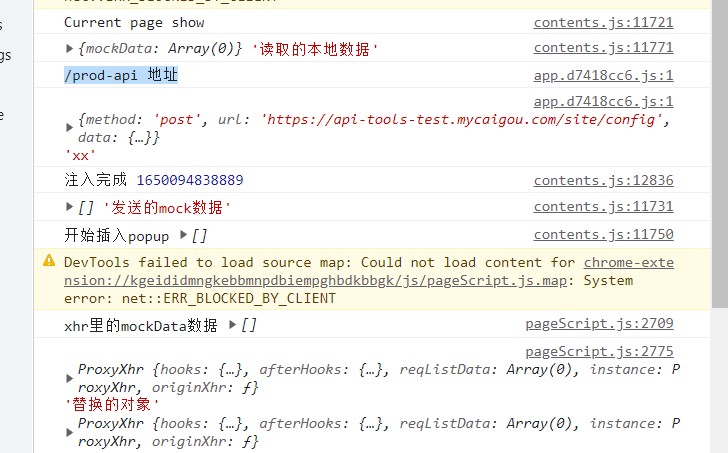 Current page show contents.js:11721
▶ {mockData: Array(0)} '读取的本地数据' contents.js:11771
/prod-api 地址 app.d7418cc6.js:1
app.d7418cc6.js:1
▶ {method: 'post', url: 'https://api-tools-test.mycaigou.com/site/config',
data: {…}}
'xx'
注入完成 1650094838889 contents.js:12836
▶ [] '发送的mock数据' contents.js:11731
开始插入popup ▶ [] contents.js:11750
DevTools failed to load source map: Could not load content for chrome-exte
nsion://kgeididmngkebbmnpdbiempghbdkbbgk/js/pageScript.js.map: System
error: net::ERR_BLOCKED_BY_CLIENT
xhr里的mockData数据 ▶ [] pageScript.js:2709
pageScript.js:2775
▶ ProxyXhr {hooks: {…}, afterHooks: {…}, reqListData: Array(0), instance: P
roxyXhr, originXhr: ƒ}
'替换的对象'
▶ ProxyXhr {hooks: {…}, afterHooks: {…}, reqListData: Array(0), instance: P
roxyXhr, originXhr: ƒ}